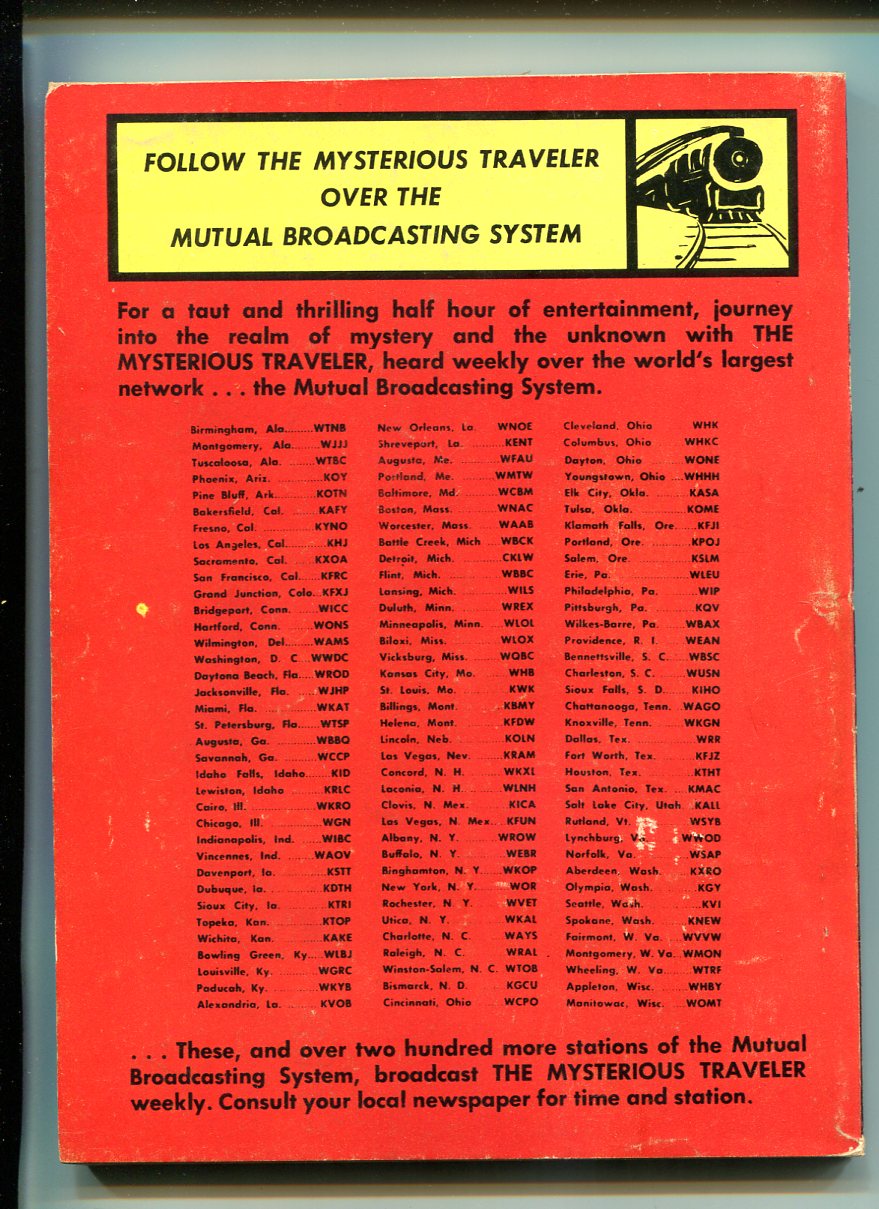 FOLLOW THE MYSTERIOUS TRAVELER
OVER THE
MUTUAL BROADCASTING SYSTEM
For a taut and thrilling half hour of entertainment, journey
into the realm of mystery and the unknown with THE
MYSTERIOUS TRAVELER, heard weekly over the world's largest
network . . . the Mutual Broadcasting System.
Birmingham, Ala.........WTNB
Montgomery, Ala.........WJJJ
Tuscaloosa, Ala. ........WTBC
Phoenix, Ariz. ............KOY
Pine Bluff, Ark............KOTN
Bakersfield, Cal. .........KAFY
Fresno, Cal. ..............KYNO
Los Angeles, Cal............KHJ
Sacramento, Cal. .......KXOA
San Francisco, Cal......KFRC
Grand Junction, Colo..KFXJ
Bridgeport, Conn. .......WICC
Hartford, Conn. .........WONS
Wilmington, Del.........WAMS
Washington, D. C...WWDC
Daytona Beach, Fla.....WROD
Jacksonville, Fla. .......WJHP
Miami, Fla. ...............WKAT
St. Petersburg, Fla......WTSP
Augusta, Ga. ............WBBQ
Savannah, Ga. ..........WCCP
Idaho Falls, Idaho.......KID
Lewiston, Idaho .........KRLC
Cairo, Ill. .................WKRO
Chicago, Ill. ...............WGN
Indianapolis, Ind. ......WIBC
Vincennes, Ind. ........WAOV
Davenport, Ia. ............KSTT
Dubuque, Ia. .............KDTH
Sioux City, Ia. ............KTRI
Topeka, Kan. ............KTOP
Wichita, Kan. ............KAKE
Bowling Green, Ky.....WLBJ
Louisville, Ky. ..........WGRC
Paducah, Ky. ............WKYB
Alexandria, La. ..........KVOB
New Orleans, La. WNOE
Shreveport, La. ..........KENT
Augusta, Me. ............WFAU
Portland, Me. ..........WMTW
Baltimore, Md. .........WCBM
Boston, Mass. ...........WNAC
Worcester, Mass. ......WAAB
Battle Creek, Mich ....WBCK
Detroit, Mich. ...........CKLW
Flint, Mich. ..............WBBC
Lansing, Mich. ...........WILS
Duluth, Minn. ...........WREX
Minneapolis, Minn. ...WLOL
Biloxi, Miss. .............WLOX
Vicksburg, Miss. .......WQBC
Kansas City, Mo. .......WHB
St. Louis, Mo. ............KWK
Billings, Mont. ..........KBMY
Helena, Mont. ..........KFDW
Lincoln, Neb. ............KOLN
Las Vegas, Nev. ........KRAM
Concord, N. H. ........WKXL
Laconia, N. H. .........WLNH
Clovis, N. Mex. .........KICA
Las Vegas, N. Mex. ..KFUN
Albany, N. Y. .........WROW
Buffalo, N. Y. ..........WEBR
Binghamton, N. Y......WKOP
New York, N. Y.........WOR
Rochester, N. Y. .......WVET
Utica, N. Y. .............WKAL
Charlotte, N. C. .......WAYS
Raleigh, N. C. ..........WRAL
Winston-Salem, N. C. WTOB
Bismarck, N. D. ........KGCU
Cincinnati, Ohio .......WCPO
Cleveland, Ohio WHK
Columbus, Ohio WHKC
Dayton, Ohio ..........WONE
Youngstown, Ohio ...WHHH
Elk City, Okla. ..........KASA
Tulsa, Okla. .............KOME
Klamath Falls, Ore. ....KFJI
Portland, Ore. ...........KPOJ
Salem, Ore. ..............KSLM
Erie, Pa. ..................WLEU
Philadelphia, Pa. .........WIP
Pittsburgh, Pa. ...........KQV
Wilkes-Barre, Pa. .....WBAX
Providence, R. I. ......WEAN
Bennettsville, S. C. ....WBSC
Charleston, S. C. ......WUSN
Sioux Falls, S. D. .......KIHO
Chattanooga, Tenn. ..WAGO
Knoxville, Tenn. .......WKGN
Dallas, Tex. ..............WRR
Fort Worth, Tex. ........KFJZ
Houston, Tex. ...........KTHT
San Antonio, Tex. ....KMAC
Salt Lake City, Utah ..KALL
Rutland, Vt. .............WSYB
Lynchburg, Va. ........WWOD
Norfolk, Va. .............WSAP
Aberdeen, Wash. ......KXRO
Olympia, Wash. ........KGY
Seattle, Wash. ............KVI
Spokane, Wash. .......KNEW
Fairmont, W. Va. ...WVVW
Montgomery, W. Va..WMON
Wheeling, W. Va.......WTRF
Appleton, Wisc. .......WHBY
Manitowac, Wisc. ....WOMT
. . . These, and over two hundred more stations of the Mutual
Broadcasting System, broadcast THE MYSTERIOUS TRAVELER
weekly. Consult your local newspaper for time and station.